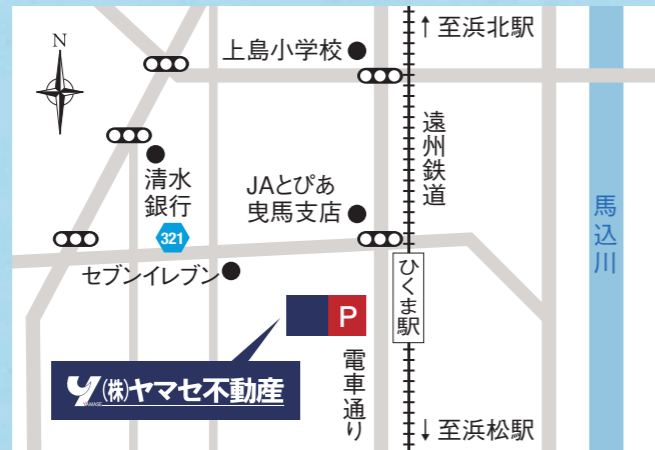 N
上島小学校
↑至浜北駅
遠州鉄道
清水
銀行
321
JAとぴあ
曳馬支店
馬込川
セブンイレブン
ひくま駅
P
電車通り
(株)ヤマセ不動産
↓至浜松駅